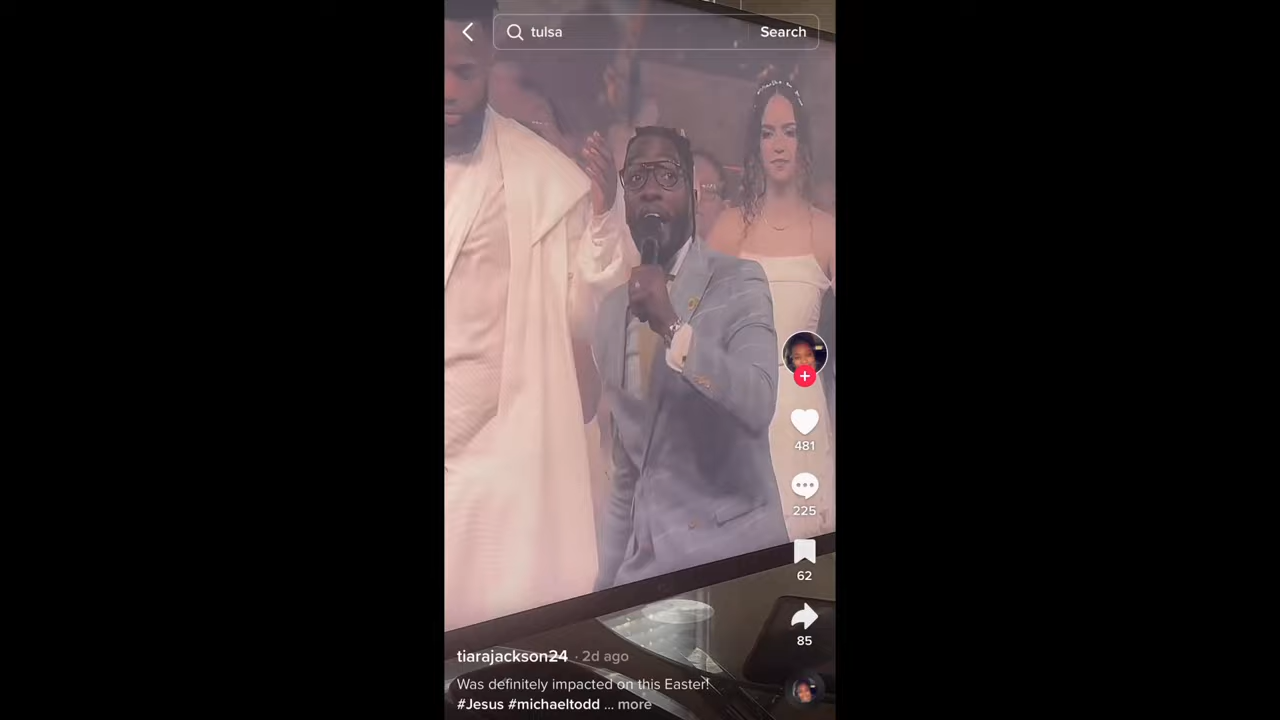 tulsa
Search
481
225
62
85
tiarajackson24 · 2d ago
Was definitely impacted on this Easter!
#Jesus #michaeltodd ... more